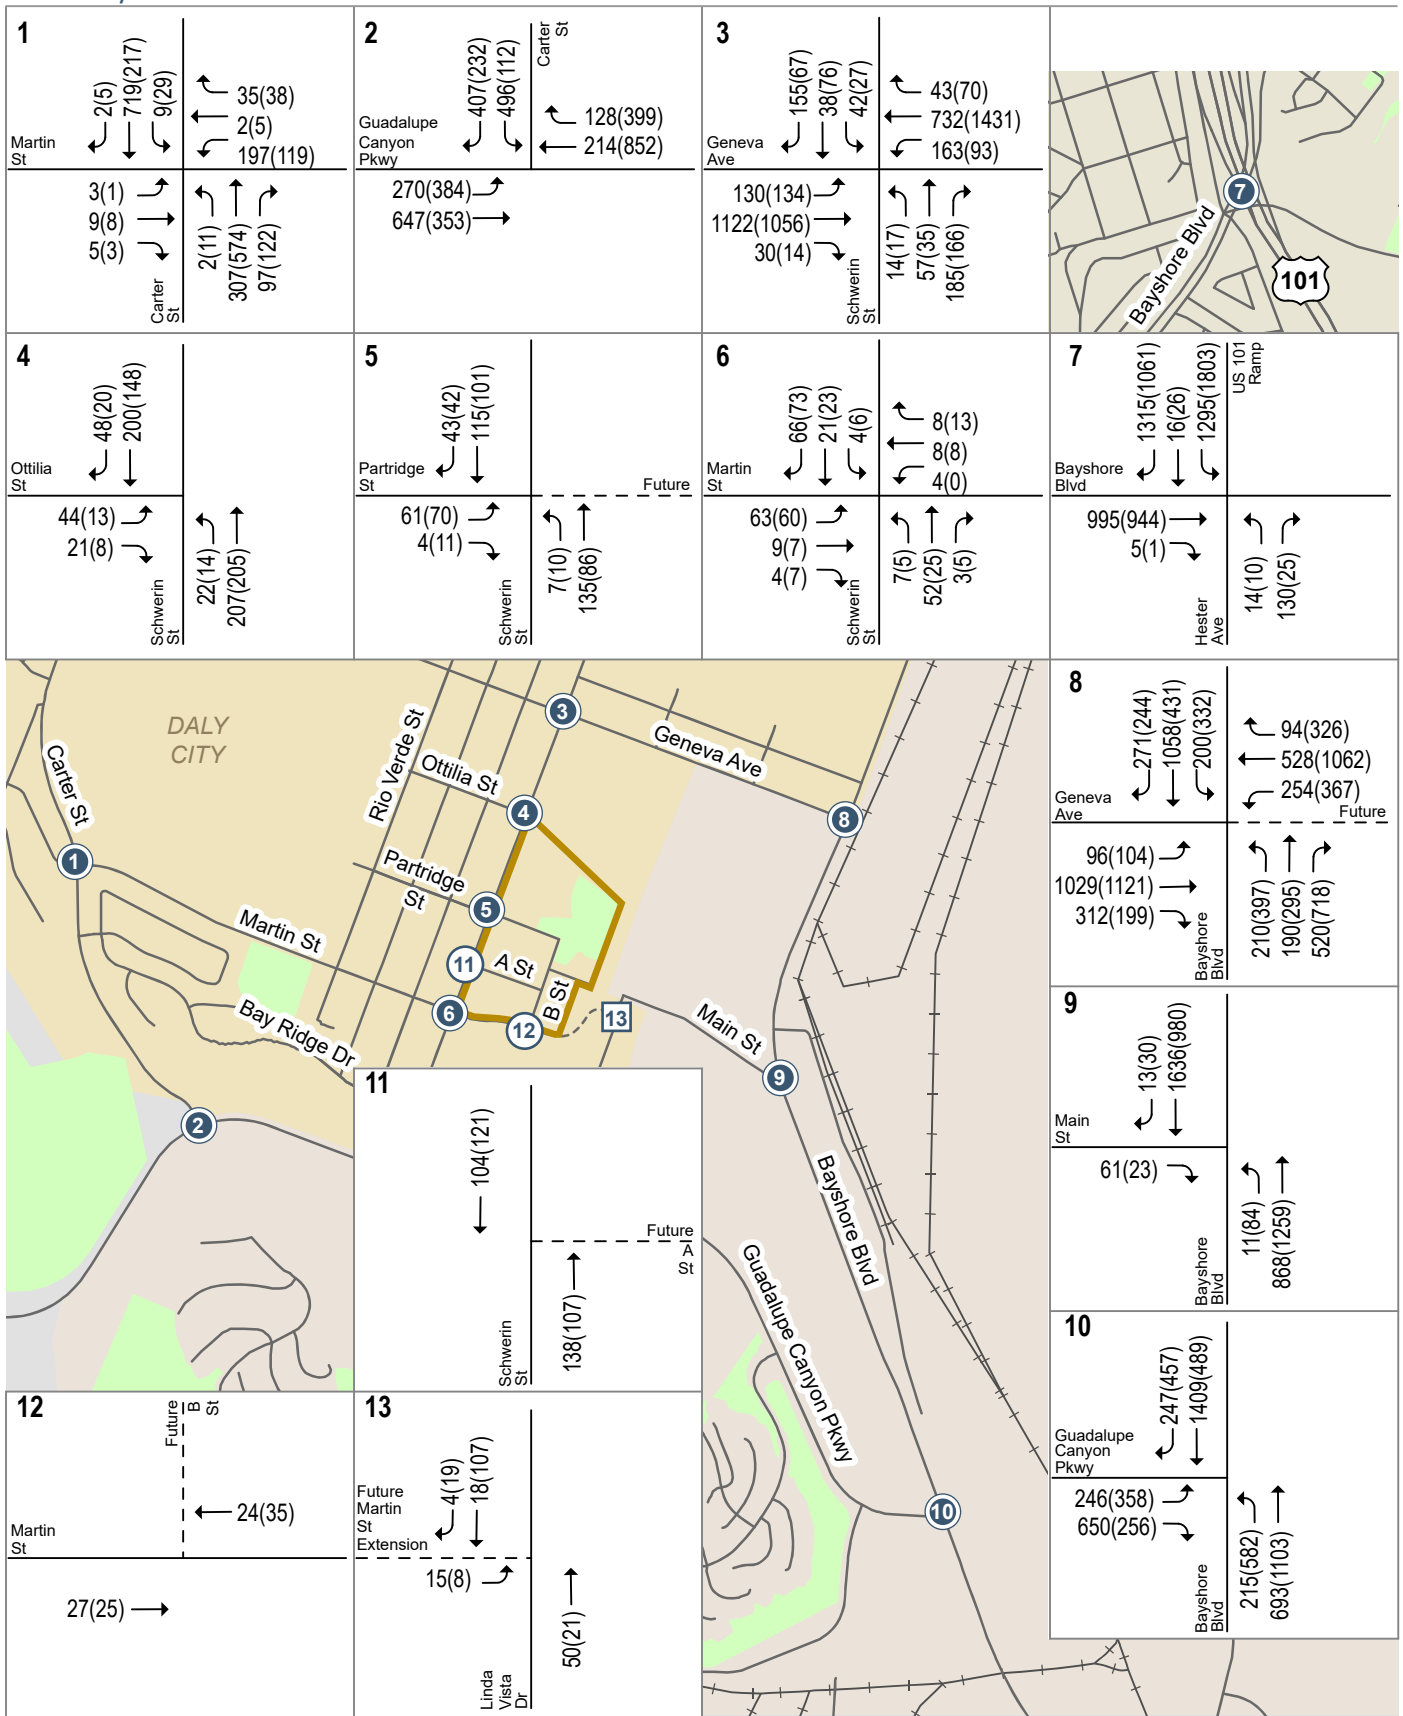 1
2(5)
719(217)
9(29)
35(38)
2(5)
197(119)
Martin
St
3(1)
9(8)
5(3)
2(11)
307(574)
97(122)
Carter
St
2
407(232)
496(112)
Carter
St
128(399)
214(852)
Guadalupe
Canyon
Pkwy
270(384)
647(353)
3
155(67)
38(76)
42(27)
43(70)
732(1431)
163(93)
Geneva
Ave
130(134)
1122(1056)
30(14)
14(17)
57(35)
185(166)
Schwerin
St
7
Bayshore Blvd
101
4
48(20)
200(148)
Ottilia
St
44(13)
21(8)
22(14)
207(205)
Schwerin
St
5
43(42)
115(101)
Partridge
St
Future
61(70)
4(11)
7(10)
135(86)
Schwerin
St
6
66(73)
21(23)
4(6)
8(13)
8(8)
4(0)
Martin
St
63(60)
9(7)
4(7)
7(5)
52(25)
3(5)
Schwerin
St
7
1315(1061)
16(26)
1295(1803)
US 101
Ramp
Bayshore
Blvd
995(944)
5(1)
14(10)
130(25)
Hester
Ave
DALY
CITY
Carter St
Rio Verde St
Ottilia St
Geneva Ave
Partridge
St
Martin St
A St
B St
Bay Ridge Dr
Main St
Bayshore Blvd
Guadalupe Canyon Pkwy
1
2
3
4
5
6
8
9
10
11
12
13
8
271(244)
1058(431)
200(332)
94(326)
528(1062)
254(367)
Geneva
Ave
Future
96(104)
1029(1121)
312(199)
210(397)
190(295)
520(718)
Bayshore
Blvd
9
13(30)
1636(980)
Main
St
61(23)
11(84)
868(1259)
Bayshore
Blvd
10
247(457)
1409(489)
Guadalupe
Canyon
Pkwy
246(358)
650(256)
215(582)
693(1103)
Bayshore
Blvd
11
104(121)
Future
A
St
138(107)
Schwerin
St
12
Future
B
St
24(35)
Martin
St
27(25)
13
4(19)
18(107)
Future
Martin
St
Extension
15(8)
50(21)
Linda
Vista
Dr